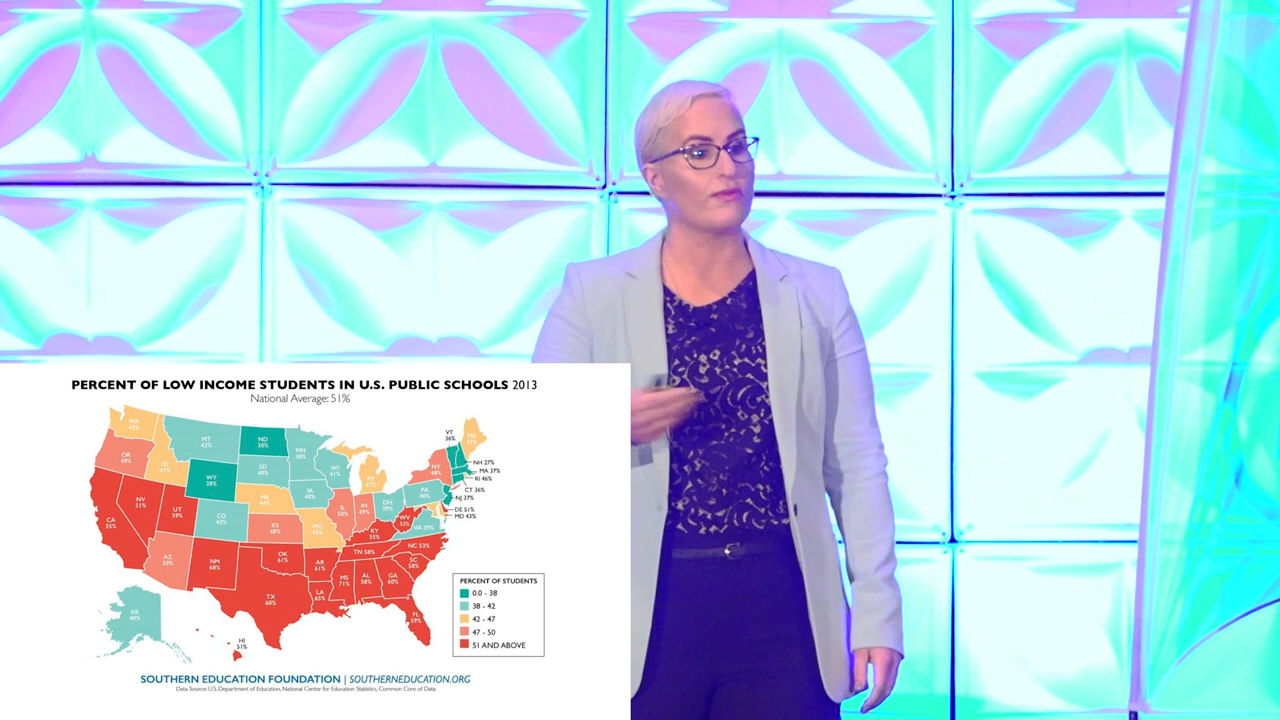 PERCENT OF LOW INCOME STUDENTS IN U.S. PUBLIC SCHOOLS 2013
National Average: 51%
WA
45%
OR
49%
ID
47%
MT
42%
ND
30%
MN
38%
WI
41%
MI
47%
NY
48%
VT
36%
ME
NH 27%
MA 37%
RI 46%
CT 36%
NJ 37%
DE 51%
MD 43%
SD
40%
WY
38%
IA
40%
PA
40%
OH
39%
NV
51%
UT
59%
CO
42%
NE
IL
50%
IN
49%
WV
52%
VA 39%
CA
55%
KS
48%
MO
45%
KY
55%
NC 53%
TN 58%
SC
58%
AZ
50%
NM
68%
OK
61%
AR
61%
MS
71%
AL
58%
GA
60%
TX
60%
LA
65%
FL
59%
AK
40%
HI
51%
PERCENT OF STUDENTS
0.0 - 38
38 - 42
42 - 47
47 - 50
51 AND ABOVE
SOUTHERN EDUCATION FOUNDATION | SOUTHERNEDUCATION.ORG
Data Source: U.S. Department of Education, National Center for Education Statistics, Common Core of Data